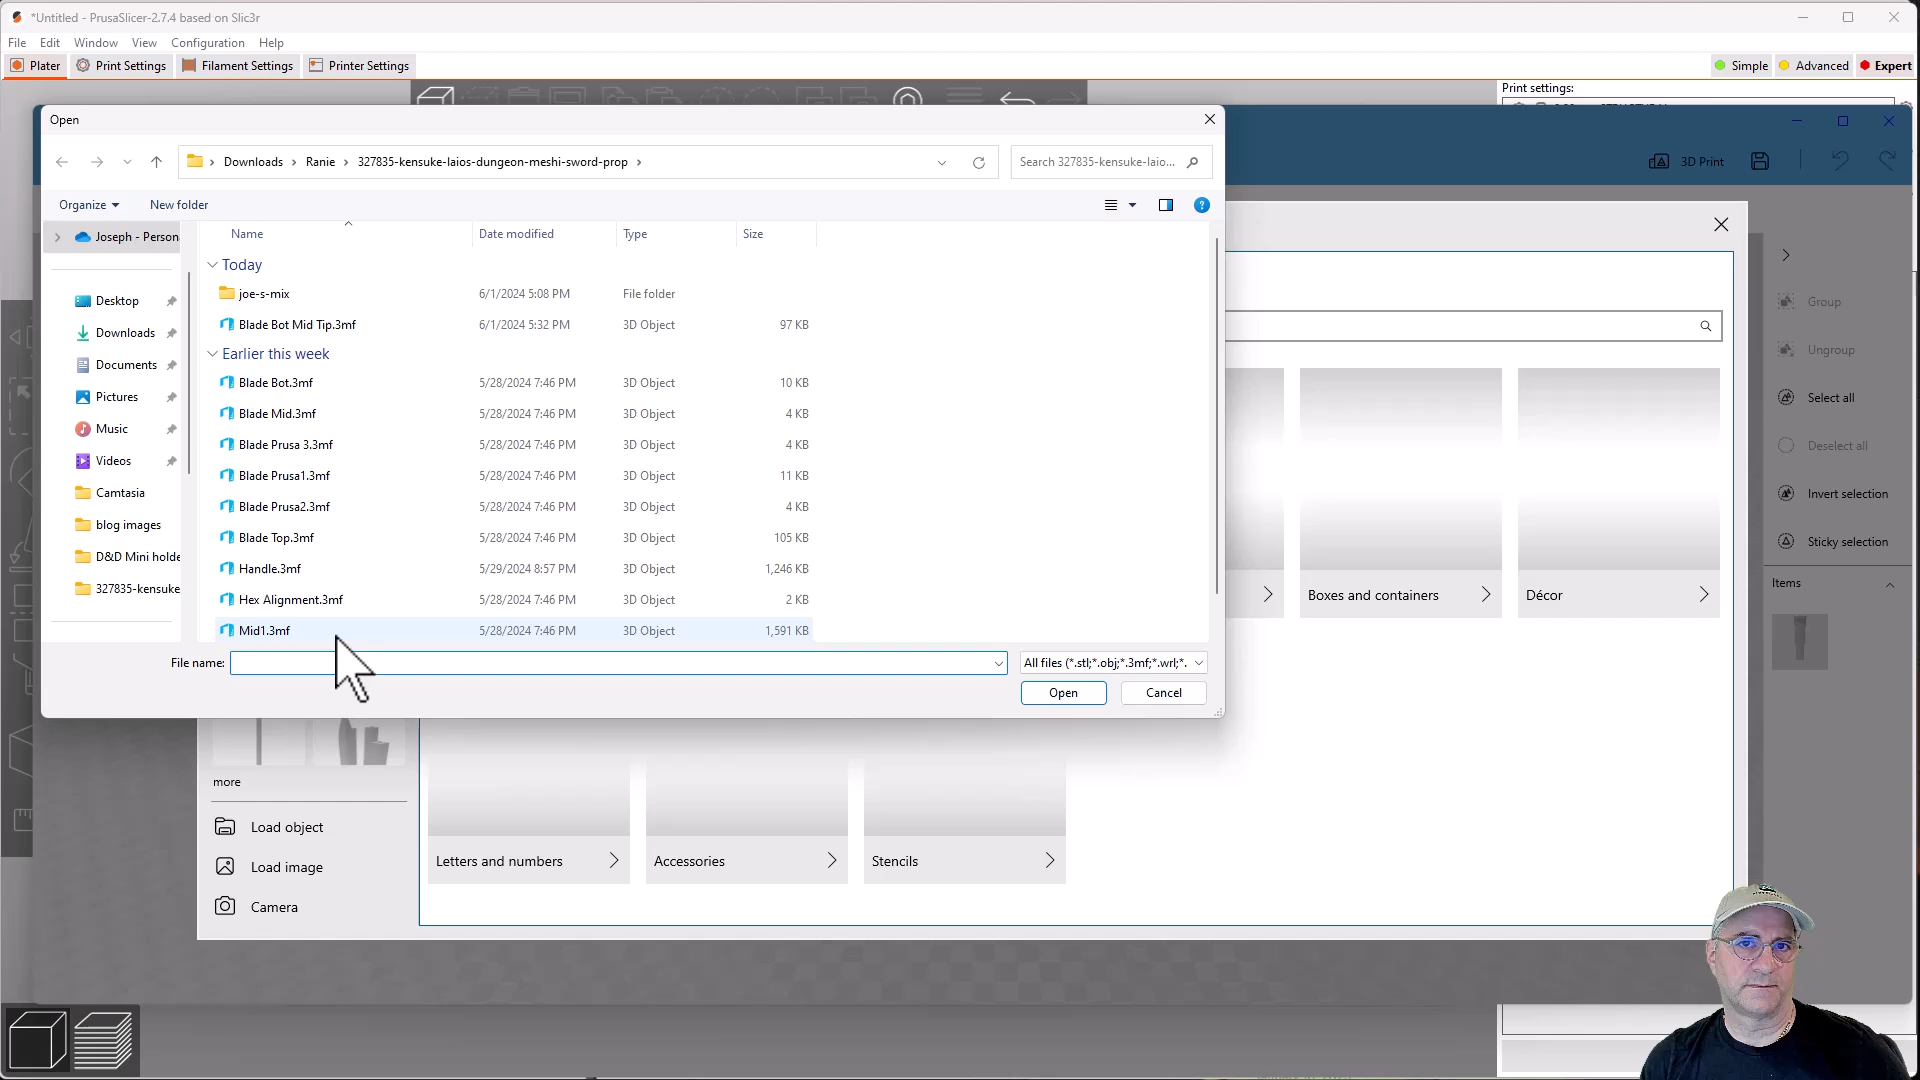 *Untitled - PrusaSlicer-2.7.4 based on Slic3r
File Edit Window View Configuration Help
Plater Print Settings Filament Settings Printer Settings
Simple Advanced Expert
Print settings:
Open
Downloads Ranie 327835-kensuke-laios-dungeon-meshi-sword-prop
Search 327835-kensuke-laio...
3D Print
Organize New folder
Joseph - Person
Name Date modified Type Size
Today
joe-s-mix 6/1/2024 5:08 PM File folder
Blade Bot Mid Tip.3mf 6/1/2024 5:32 PM 3D Object 97 KB
Earlier this week
Blade Bot.3mf 5/28/2024 7:46 PM 3D Object 10 KB
Blade Mid.3mf 5/28/2024 7:46 PM 3D Object 4 KB
Blade Prusa 3.3mf 5/28/2024 7:46 PM 3D Object 4 KB
Blade Prusa1.3mf 5/28/2024 7:46 PM 3D Object 11 KB
Blade Prusa2.3mf 5/28/2024 7:46 PM 3D Object 4 KB
Blade Top.3mf 5/28/2024 7:46 PM 3D Object 105 KB
Handle.3mf 5/29/2024 8:57 PM 3D Object 1,246 KB
Hex Alignment.3mf 5/28/2024 7:46 PM 3D Object 2 KB
Mid1.3mf 5/28/2024 7:46 PM 3D Object 1,591 KB
Desktop
Downloads
Documents
Pictures
Music
Videos
Camtasia
blog images
D&D Mini holde
327835-kensuke
File name:
All files (*.stl;*.obj;*.3mf;*.wrl;*.
Open Cancel
Group
Ungroup
Select all
Deselect all
Invert selection
Sticky selection
Items
Boxes and containers
Décor
more
Load object
Load image
Camera
Letters and numbers
Accessories
Stencils